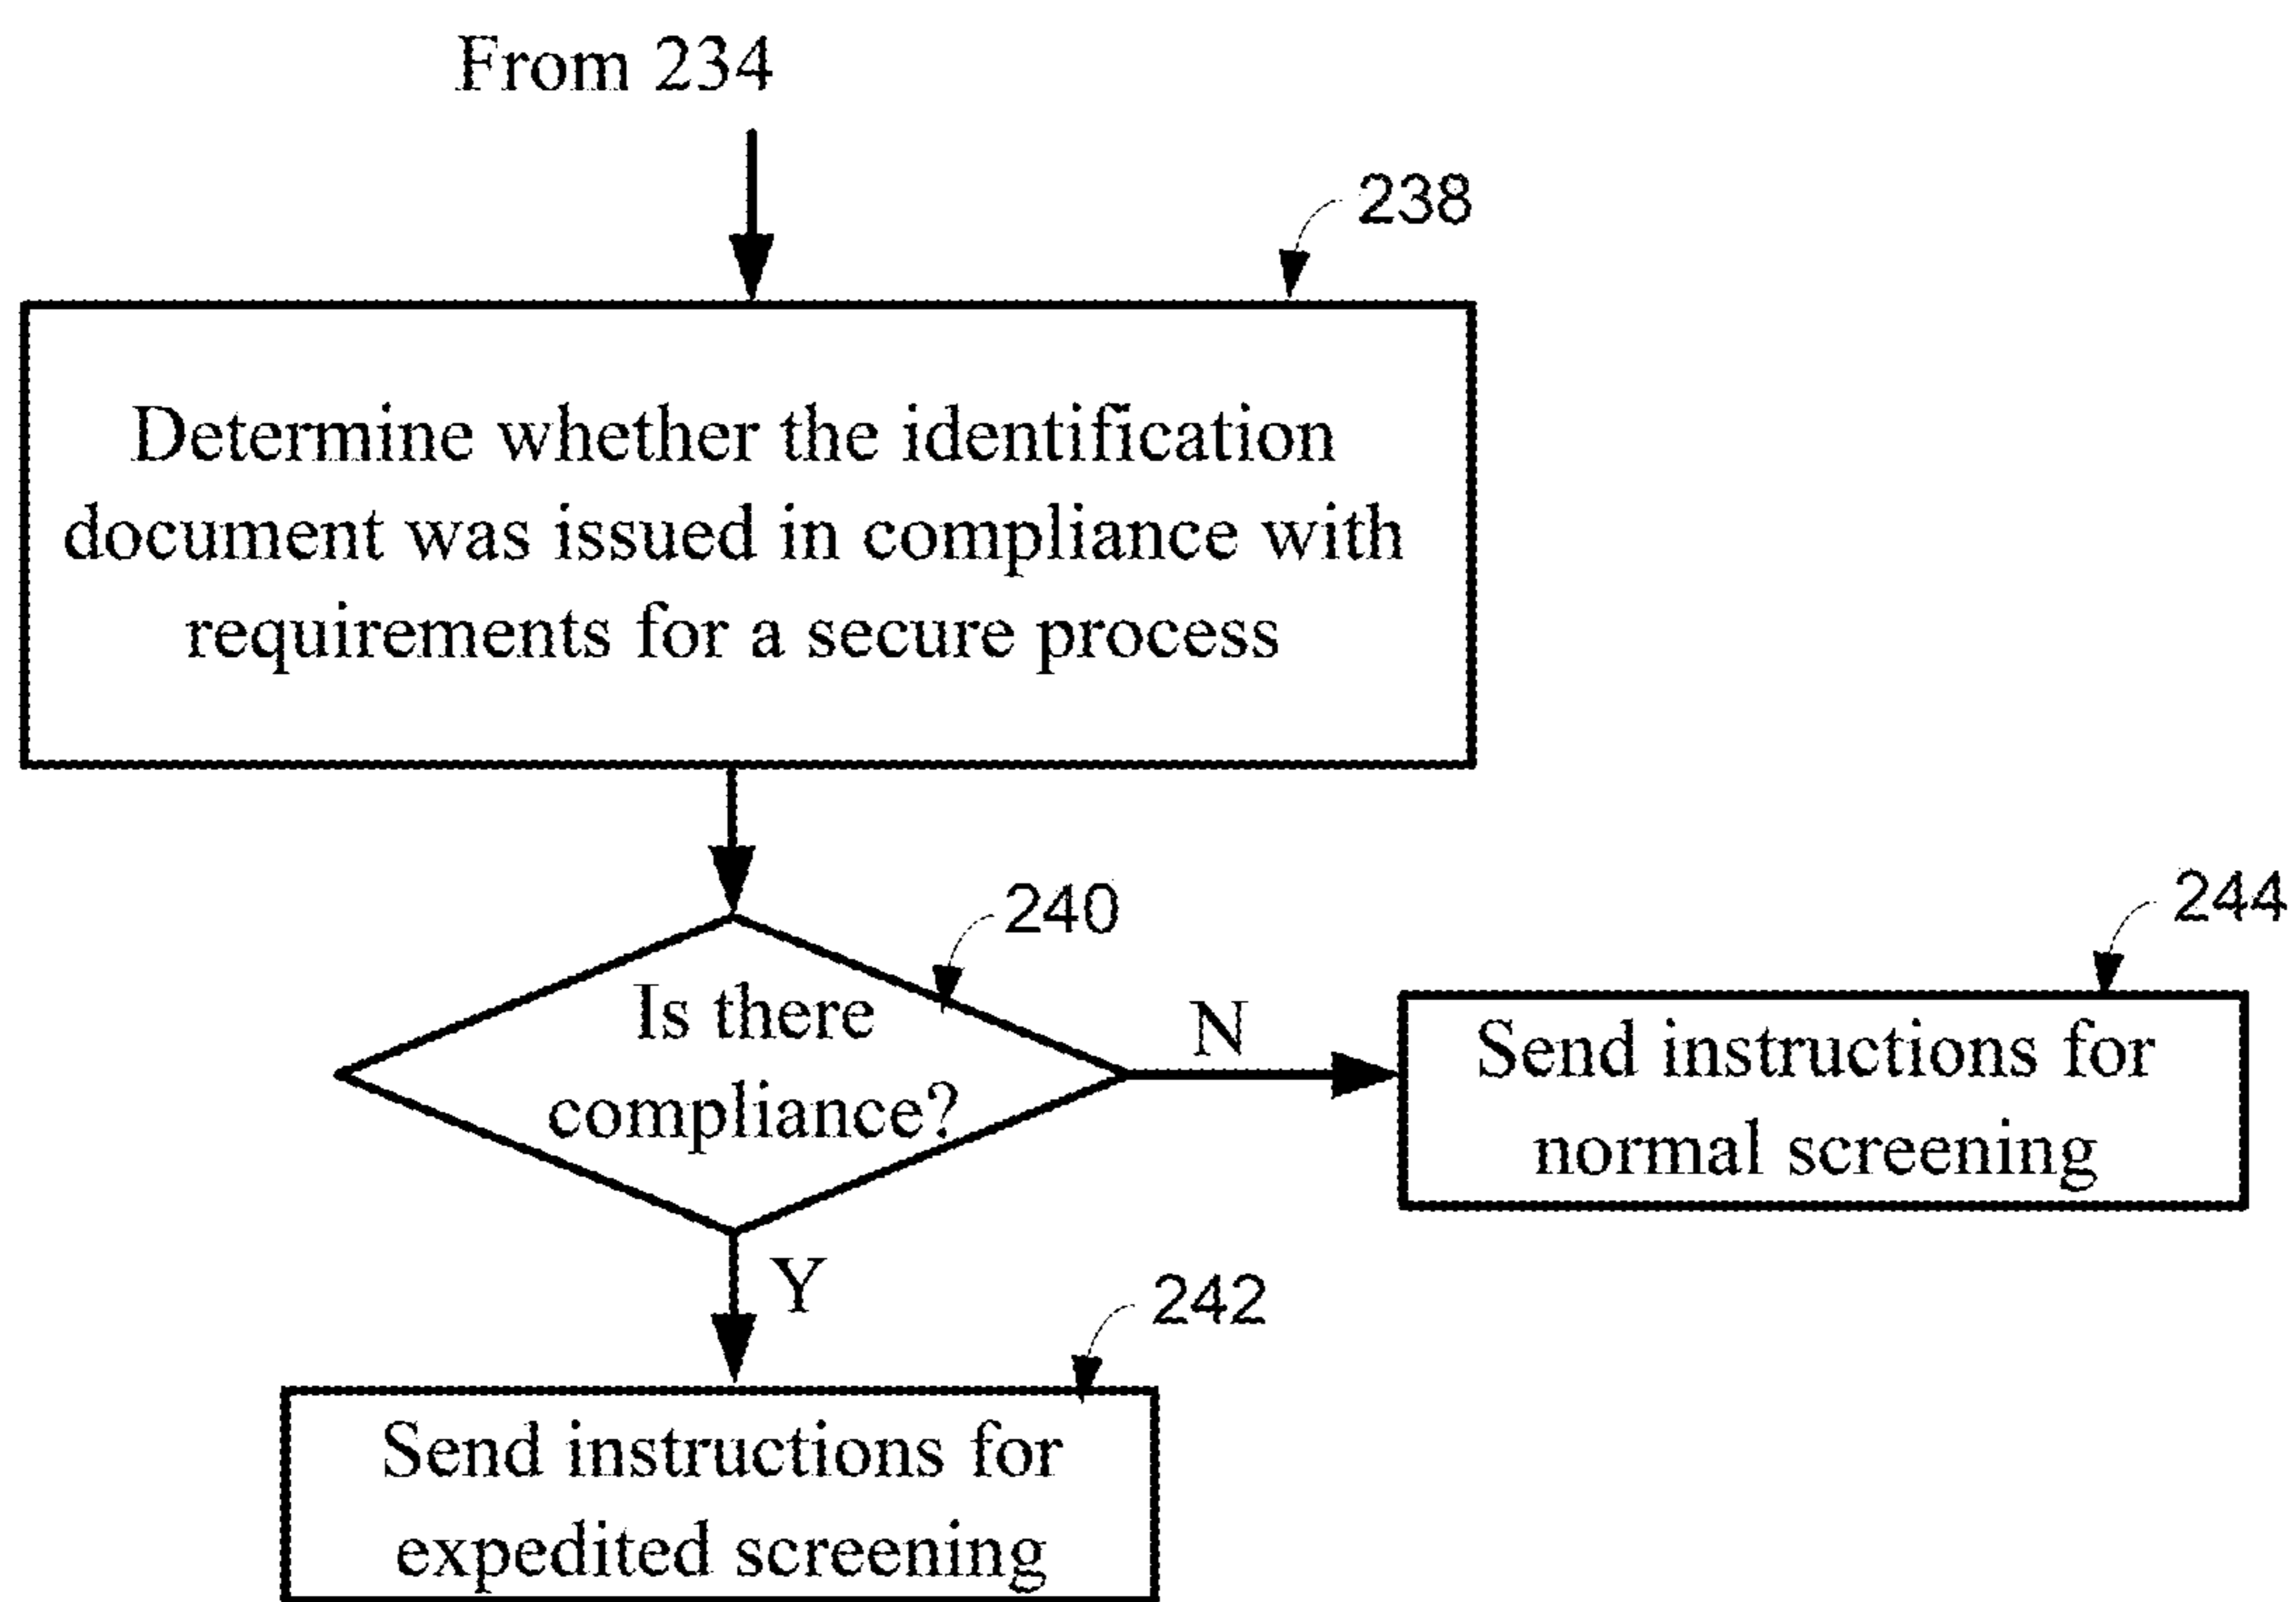 From 234
238
Determine whether the identification
document was issued in compliance with
requirements for a secure process
240
Is there
compliance?
N
244
Send instructions for
normal screening
Y
242
Send instructions for
expedited screening